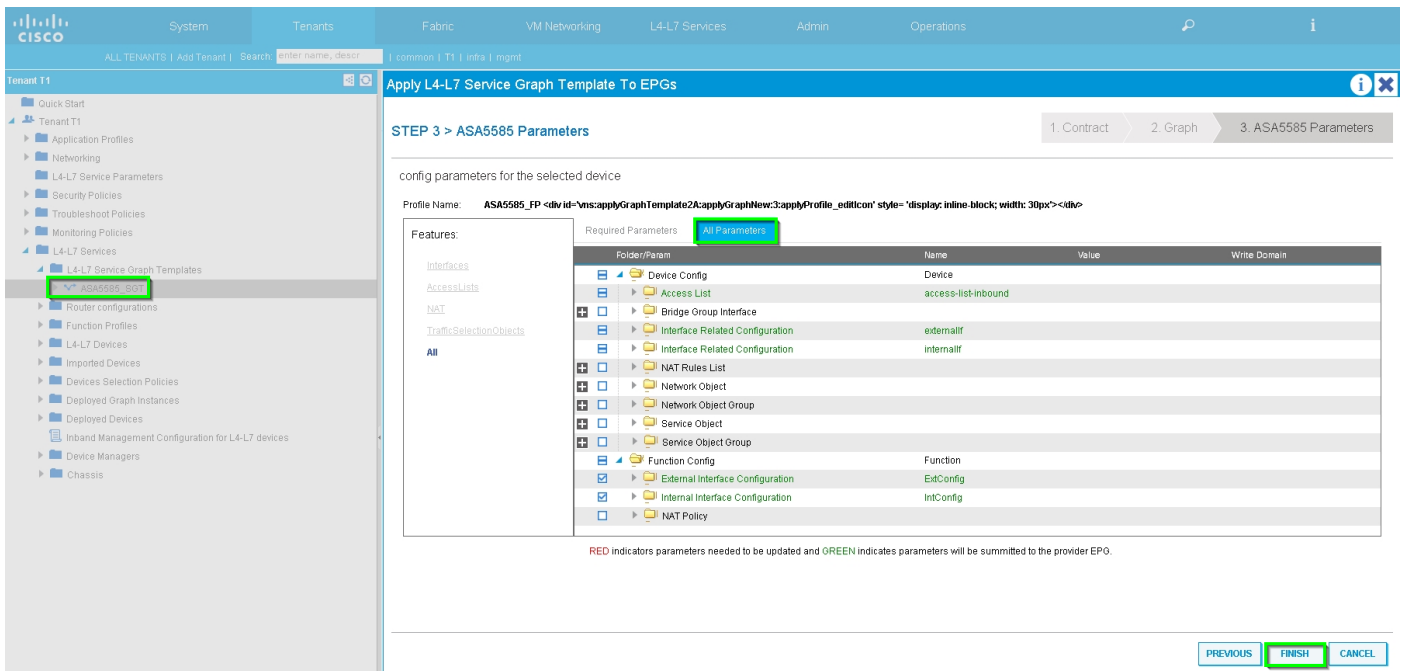 CISCO
System Tenants Fabric VM Networking L4-L7 Services Admin Operations i
ALL TENANTS | Add Tenant | Search: enter name, descr | common | T1 | infra | mgmt
Tenant T1
Quick Start
Tenant T1
Application Profiles
Networking
L4-L7 Service Parameters
Security Policies
Troubleshoot Policies
Monitoring Policies
L4-L7 Services
L4-L7 Service Graph Templates
ASA5585_SGT
Router configurations
Function Profiles
L4-L7 Devices
Imported Devices
Devices Selection Policies
Deployed Graph Instances
Deployed Devices
Inband Management Configuration for L4-L7 devices
Device Managers
Chassis
Apply L4-L7 Service Graph Template To EPGs i
STEP 3 > ASA5585 Parameters
1. Contract 2. Graph 3. ASA5585 Parameters
config parameters for the selected device
Profile Name: ASA5585_FP <div id='vns:applyGraphTemplate2A:applyGraphNew:3:applyProfile_editIcon' style= 'display: inline-block; width: 30px'></div>
Features:
Interfaces
AccessLists
NAT
TrafficSelectionObjects
All
Required Parameters All Parameters
Folder/Param Name Value Write Domain
Device Config Device
Access List access-list-inbound
Bridge Group Interface
Interface Related Configuration externalIf
Interface Related Configuration internalIf
NAT Rules List
Network Object
Network Object Group
Service Object
Service Object Group
Function Config Function
External Interface Configuration ExtConfig
Internal Interface Configuration IntConfig
NAT Policy
RED indicators parameters needed to be updated and GREEN indicates parameters will be summitted to the provider EPG.
PREVIOUS FINISH CANCEL